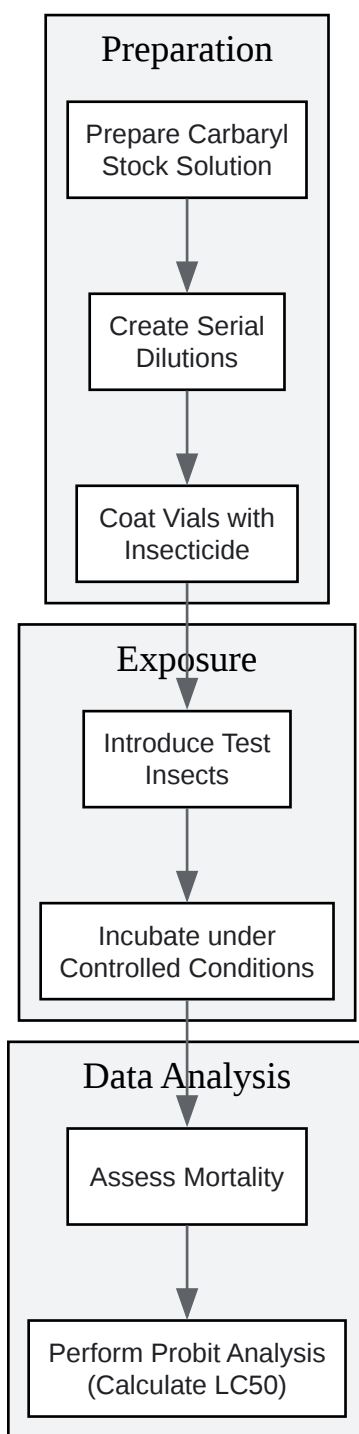 Preparation
Prepare Carbaryl
Stock Solution
Create Serial
Dilutions
Coat Vials with
Insecticide
Exposure
Introduce Test
Insects
Incubate under
Controlled Conditions
Data Analysis
Assess Mortality
Perform Probit Analysis
(Calculate LC50)